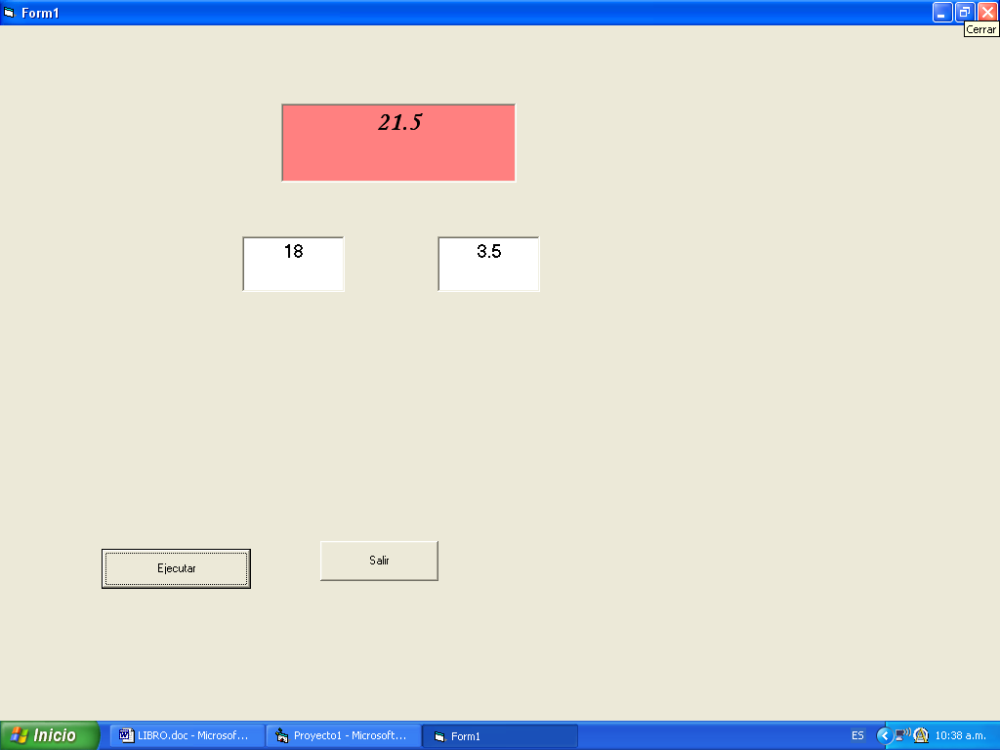 Form1
Cerrar
21.5
18
3.5
Ejecutar
Salir
Inicio
LIBRO.doc - Microsof...
Proyecto1 - Microsoft...
Form1
ES
10:38 a.m.